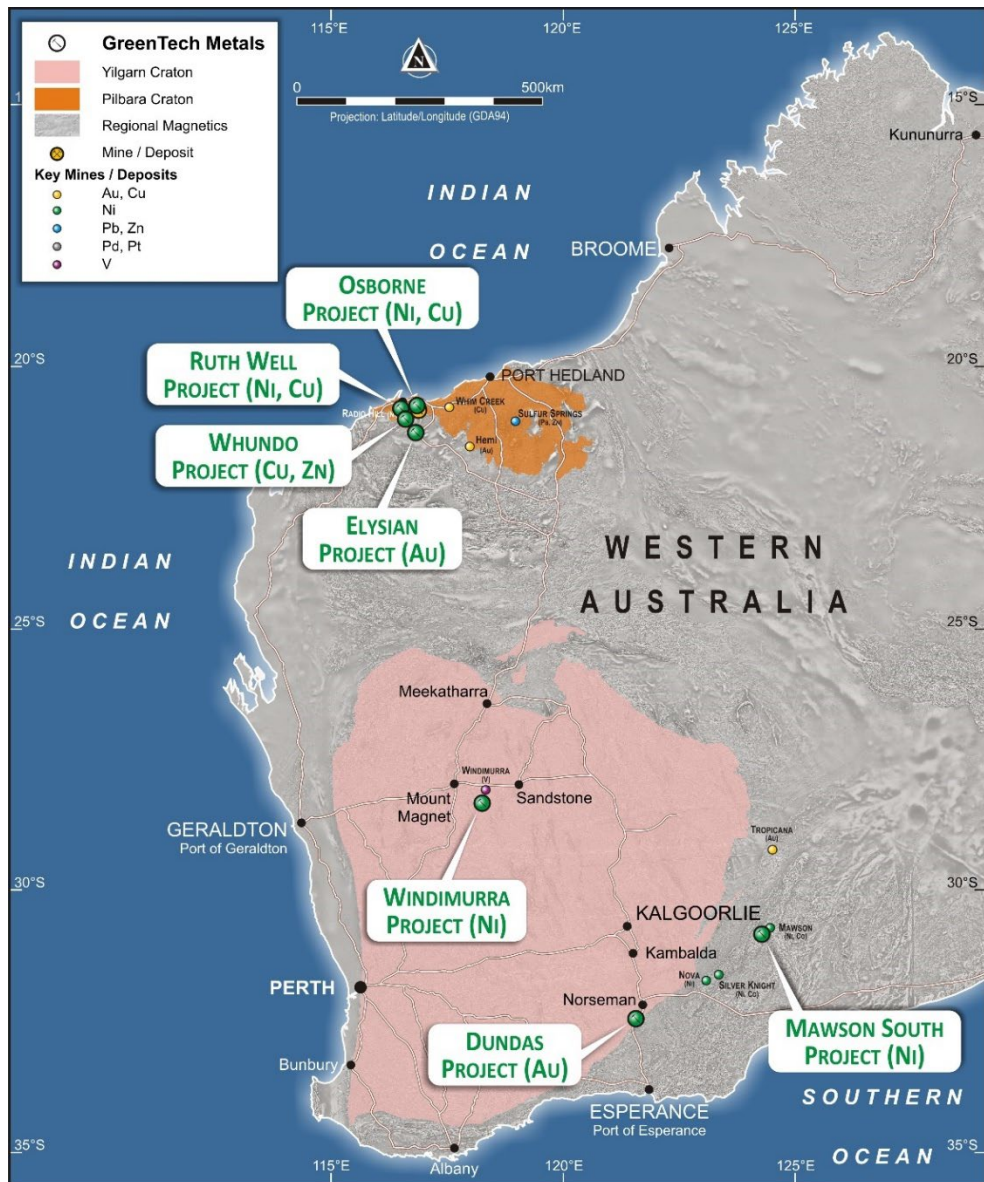 115°E
120°E
125°E
GreenTech Metals
Yilgarn Craton
Pilbara Craton
Regional Magnetics
Mine / Deposit
Key Mines / Deposits
Au, Cu
Ni
Pb, Zn
Pd, Pt
V
N
0
500km
Projection: Latitude/Longitude (GDA94)
15°S
Kununurra
INDIAN
OCEAN
BROOME
OSBORNE
PROJECT (NI, CU)
20°S
20°S
RUTH WELL
PROJECT (NI, CU)
PORT HEDLAND
RADIO HILL
WHIM CREEK
(Cu)
SULFUR SPRINGS
(Pb, Zn)
WHUNDO
PROJECT (CU, ZN)
HEMI
(Au)
ELYSIAN
PROJECT (AU)
INDIAN
OCEAN
WESTERN
AUSTRALIA
25°S
25°S
Meekatharra
WINDIMURRA
(V)
Mount
Magnet
Sandstone
GERALDTON
Port of Geraldton
TROPICANA
(Au)
30°S
30°S
WINDIMURRA
PROJECT (NI)
KALGOORLIE
MAWSON
(Ni, Co)
Kambalda
PERTH
NOVA
(Ni)
SILVER KNIGHT
(Ni, Co)
Norseman
DUNDAS
PROJECT (AU)
MAWSON SOUTH
PROJECT (NI)
Bunbury
ESPERANCE
Port of Esperance
SOUTHERN
OCEAN
35°S
35°S
Albany
115°E
120°E
125°E